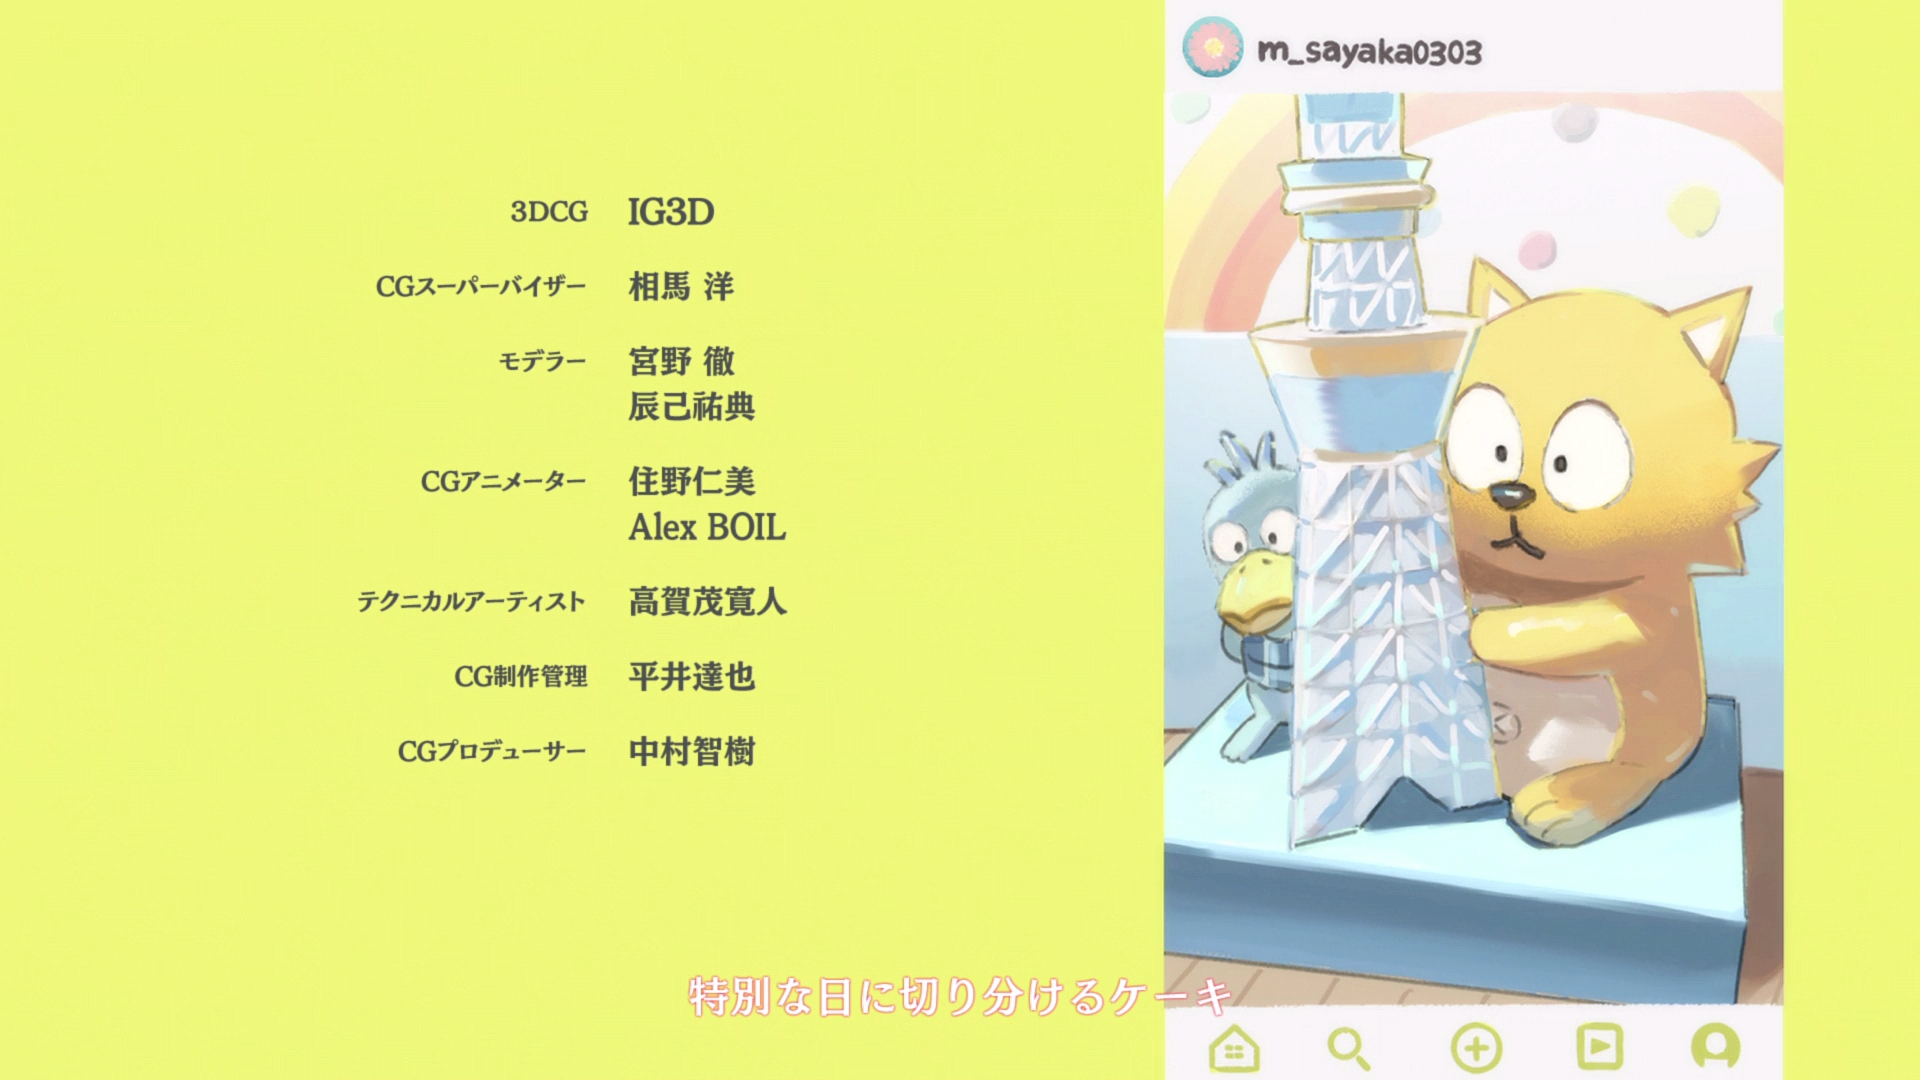 3DCG IG3D
CGスーパーバイザー 相馬 洋
モデラー 宮野 徹
辰己祐典
CGアニメーター 住野仁美
Alex BOIL
テクニカルアーティスト 高賀茂寛人
CG制作管理 平井達也
CGプロデューサー 中村智樹
m_sayaka0303
特別な日に切り分けるケーキ